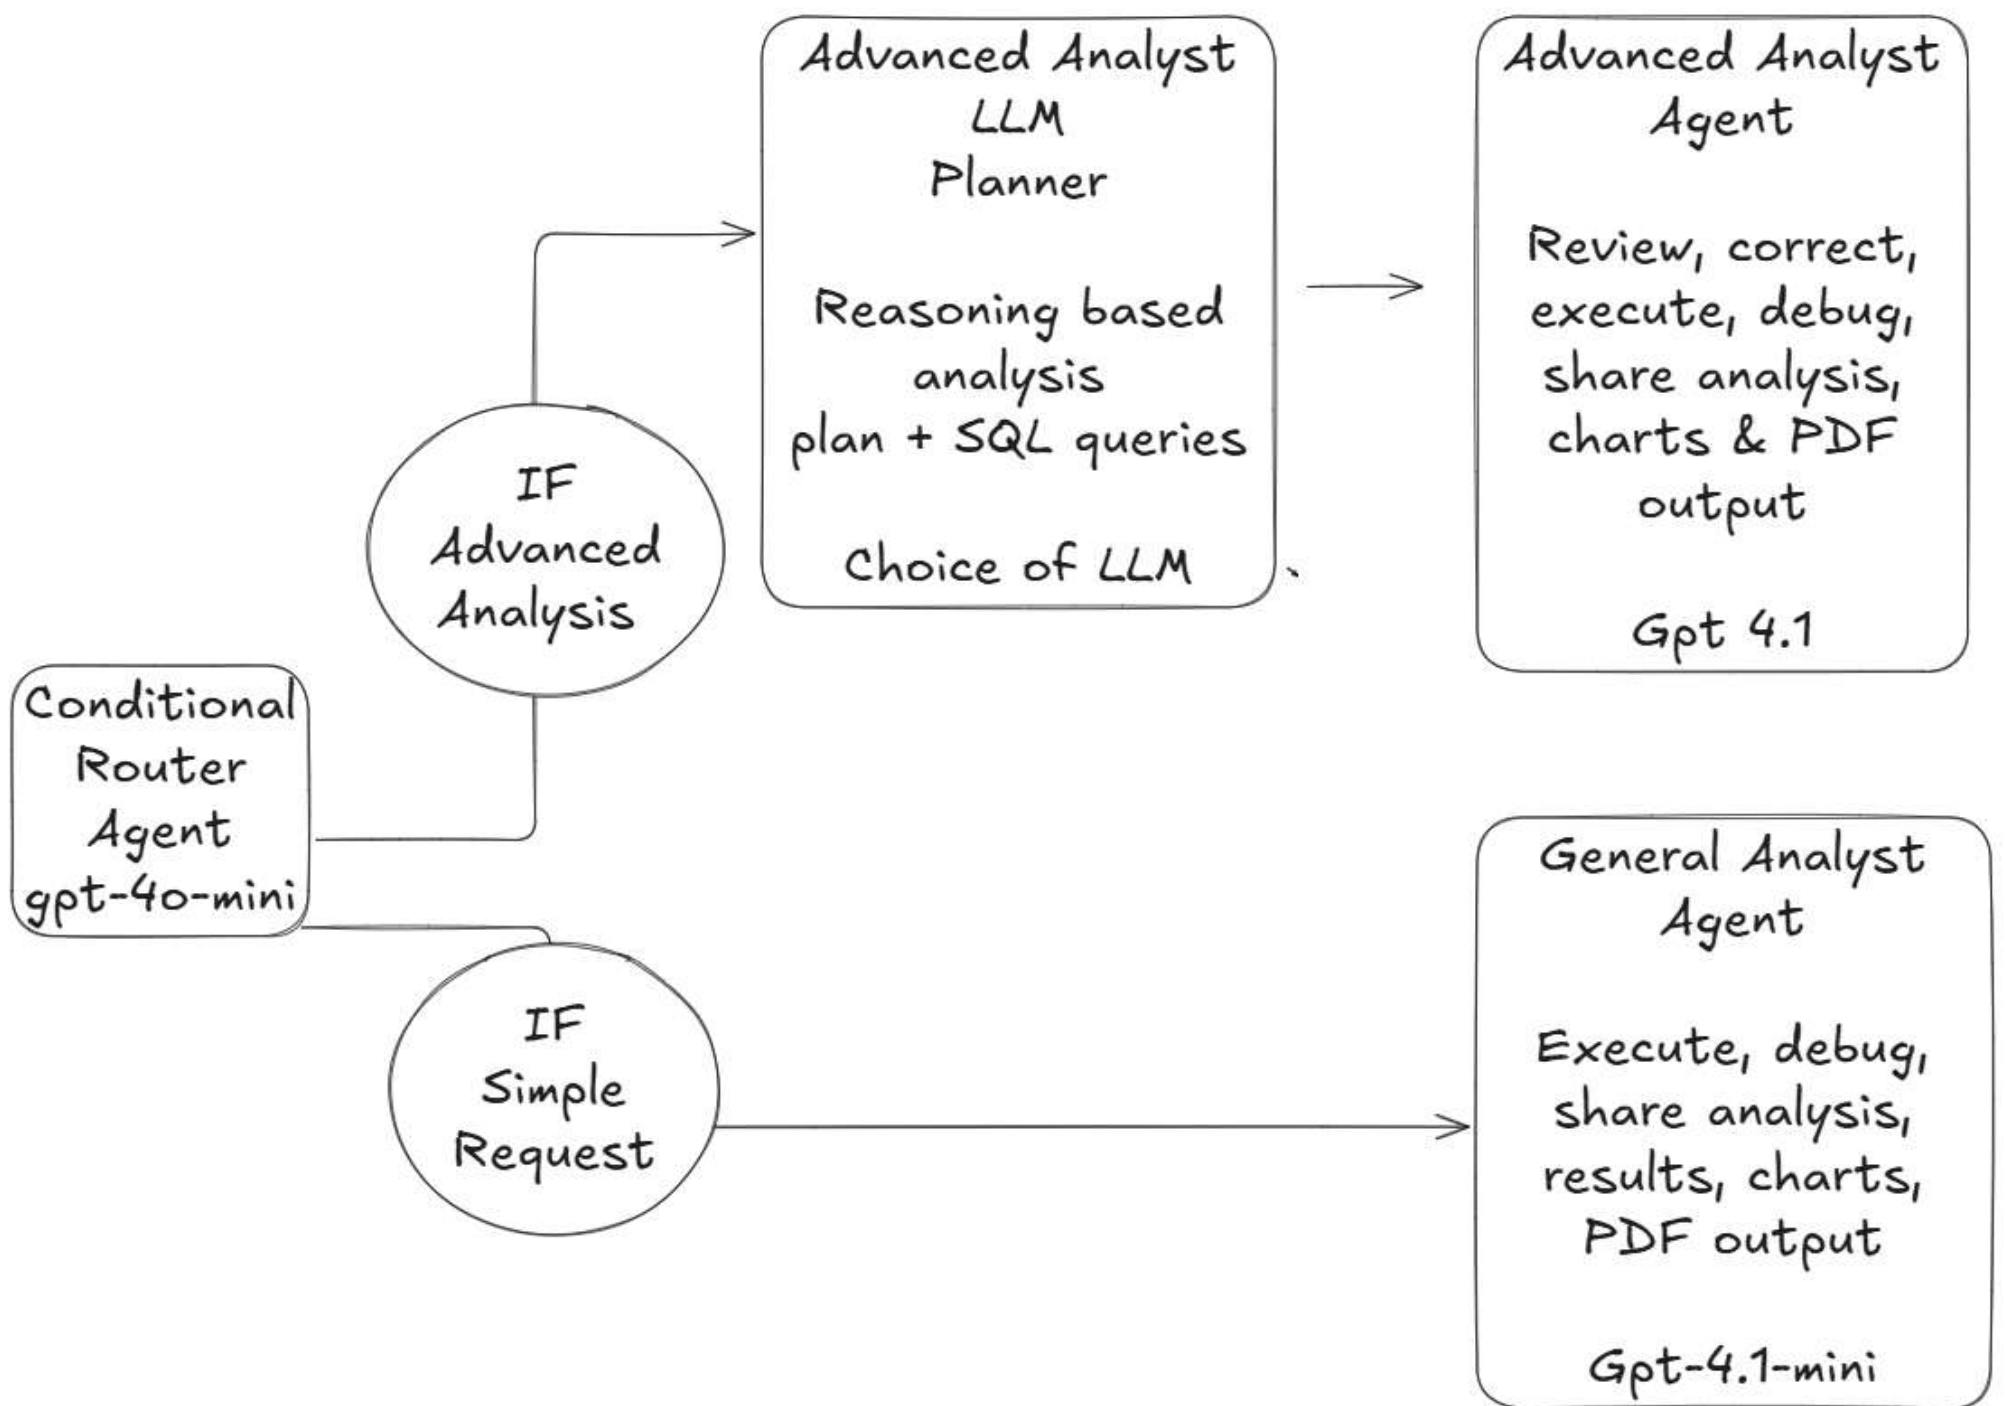 Advanced Analyst
LLM
Planner
Reasoning based
analysis
plan + SQL queries
Choice of LLM
Advanced Analyst
Agent
Review, correct,
execute, debug,
share analysis,
charts & PDF
output
Gpt 4.1
IF
Advanced
Analysis
Conditional
Router
Agent
gpt-4o-mini
IF
Simple
Request
General Analyst
Agent
Execute, debug,
share analysis,
results, charts,
PDF output
Gpt-4.1-mini